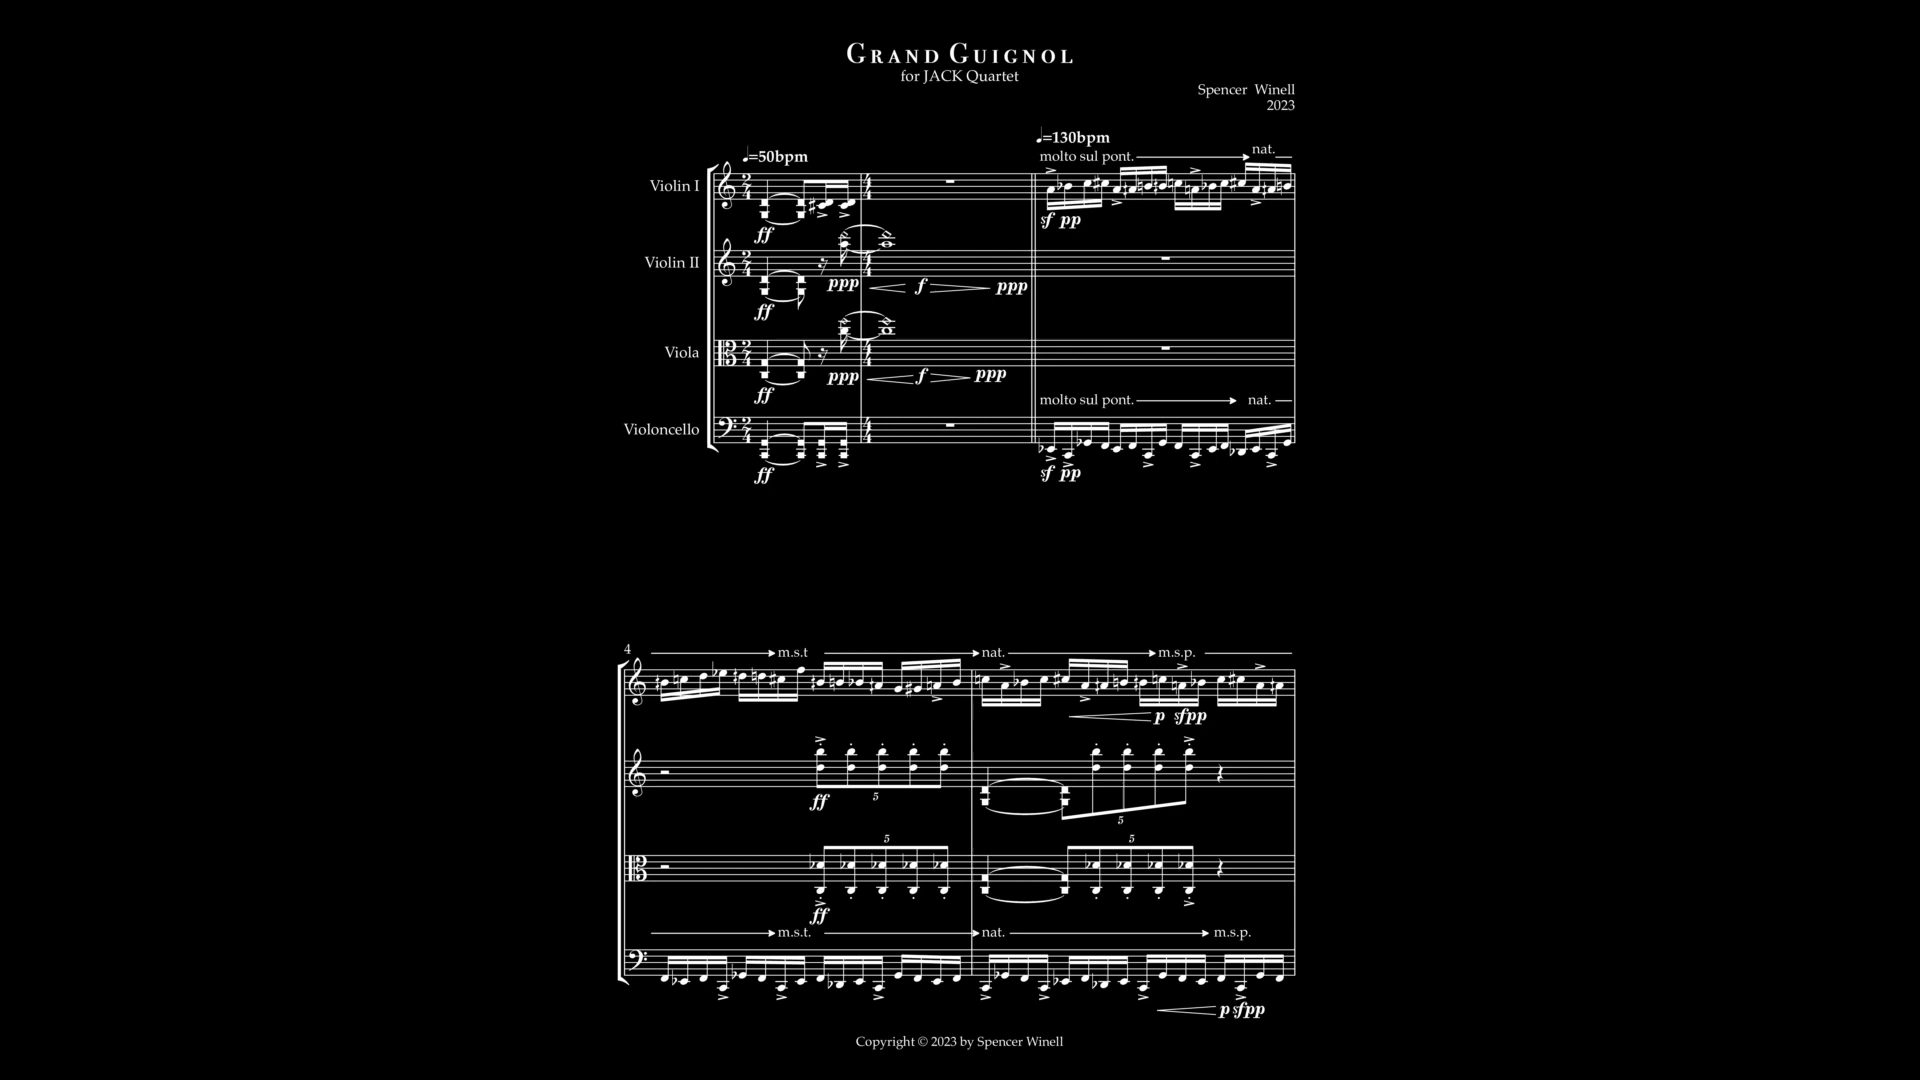 GRAND GUIGNOL
for JACK Quartet
Spencer Winell
2023
♩=50bpm
♩=130bpm
molto sul pont. nat.
Violin I
sf pp
ff
Violin II
ppp f ppp
ff
Viola
ppp f ppp
ff
molto sul pont. nat.
Violoncello
ff
sf pp
4
m.s.t nat. m.s.p.
p sfpp
ff
5
5
5 5
ff
m.s.t. nat. m.s.p.
p sfpp
Copyright © 2023 by Spencer Winell